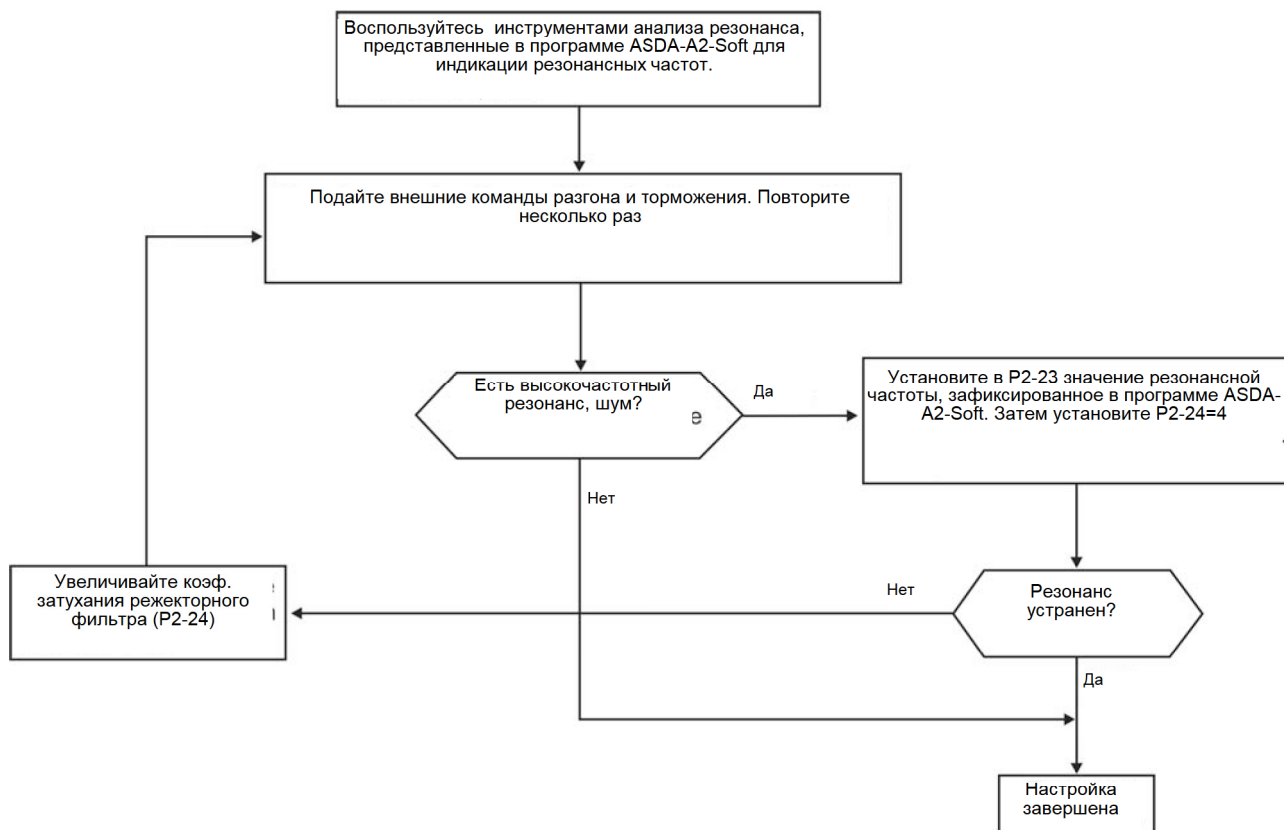 Воспользуйтесь инструментами анализа резонанса,
представленные в программе ASDA-A2-Soft для
индикации резонансных частот.
Подайте внешние команды разгона и торможения. Повторите
несколько раз
Есть высокочастотный
резонанс, шум?
е
Да
Установите в P2-23 значение резонансной
частоты, зафиксированное в программе ASDA-
A2-Soft. Затем установите P2-24=4
Нет
Увеличивайте коэф.
затухания режекторного
фильтра (P2-24)
Нет
Резонанс
устранен?
Да
Настройка
завершена